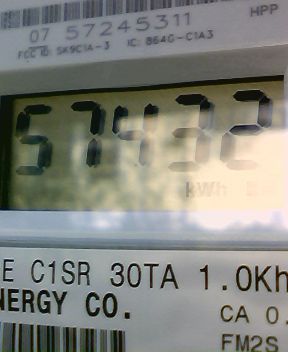 HPP
07 57245311
FCC ID: SK9C1A-3 IC: 864G-C1A3
57432
kWh
E C1SR 30TA 1.0Kh
NERGY CO.
CA 0.
FM2S